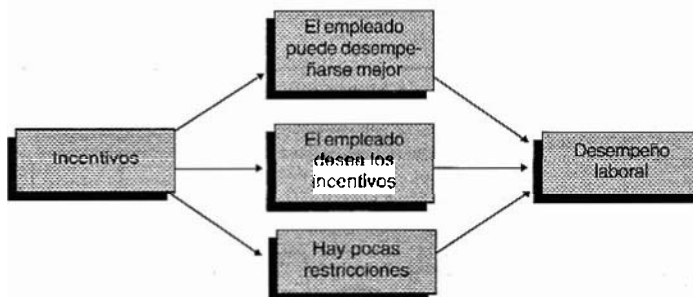 El empleado
puede desempe-
ñarse mejor
Incentivos
El empleado
desea los
incentivos
Desempeño
laboral
Hay pocas
restricciones